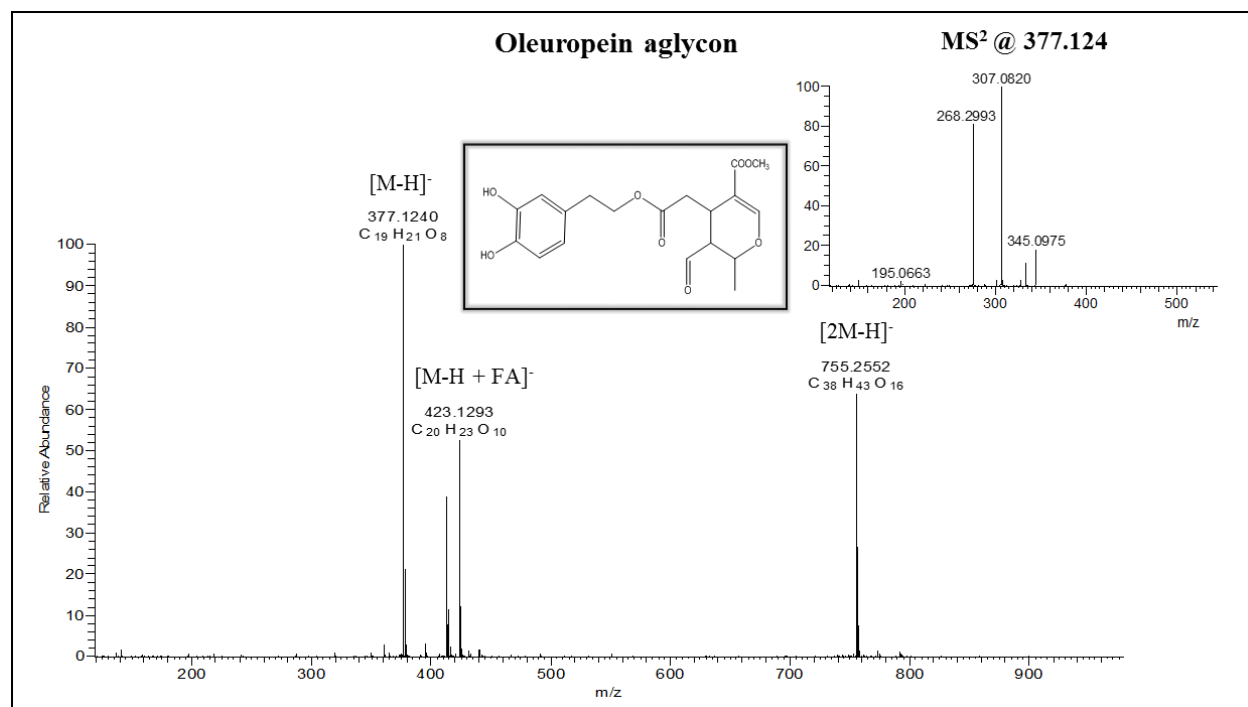 Oleuropein aglycon
MS² @ 377.124
307.0820
268.2993
345.0975
195.0663
100
80
60
40
20
0
200
300
400
500
m/z
COOCH₃
HO
HO
O
O
O
O
[M-H]⁻
377.1240
C ₁₉ H ₂₁ O ₈
[M-H + FA]⁻
423.1293
C ₂₀ H ₂₃ O ₁₀
[2M-H]⁻
755.2552
C ₃₈ H ₄₃ O ₁₆
Relative Abundance
100
90
80
70
60
50
40
30
20
10
0
200
300
400
500
600
700
800
900
m/z